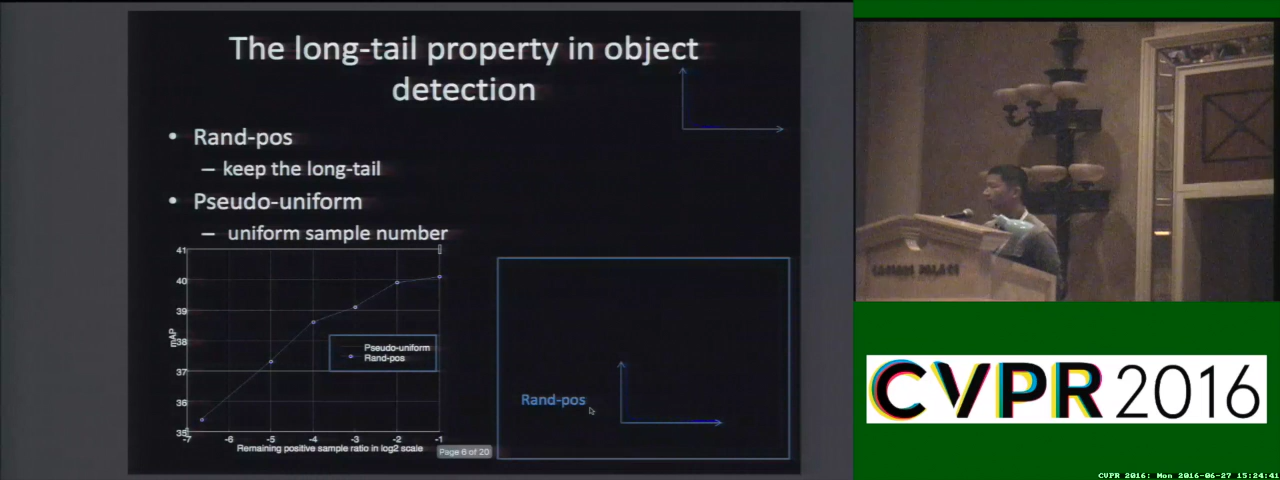 The long-tail property in object
detection
• Rand-pos
– keep the long-tail
• Pseudo-uniform
– uniform sample number
41
40
39
38
37
36
35
mAP
Pseudo-uniform
Rand-pos
-7 -6 -5 -4 -3 -2 -1
Remaining positive sample ratio in log2 scale
Page 6 of 20
Rand-pos
CVPR 2016
CVPR 2016: Mon 2016-06-27 15:24:41